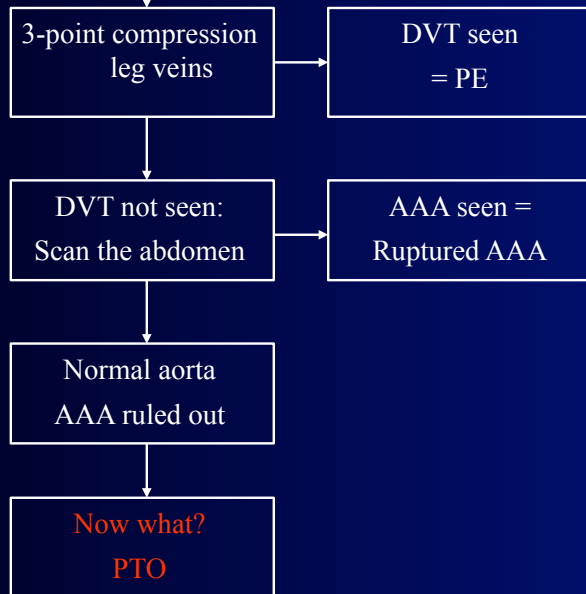 3-point compression
leg veins
DVT seen
= PE
DVT not seen:
Scan the abdomen
AAA seen =
Ruptured AAA
Normal aorta
AAA ruled out
Now what?
PTO